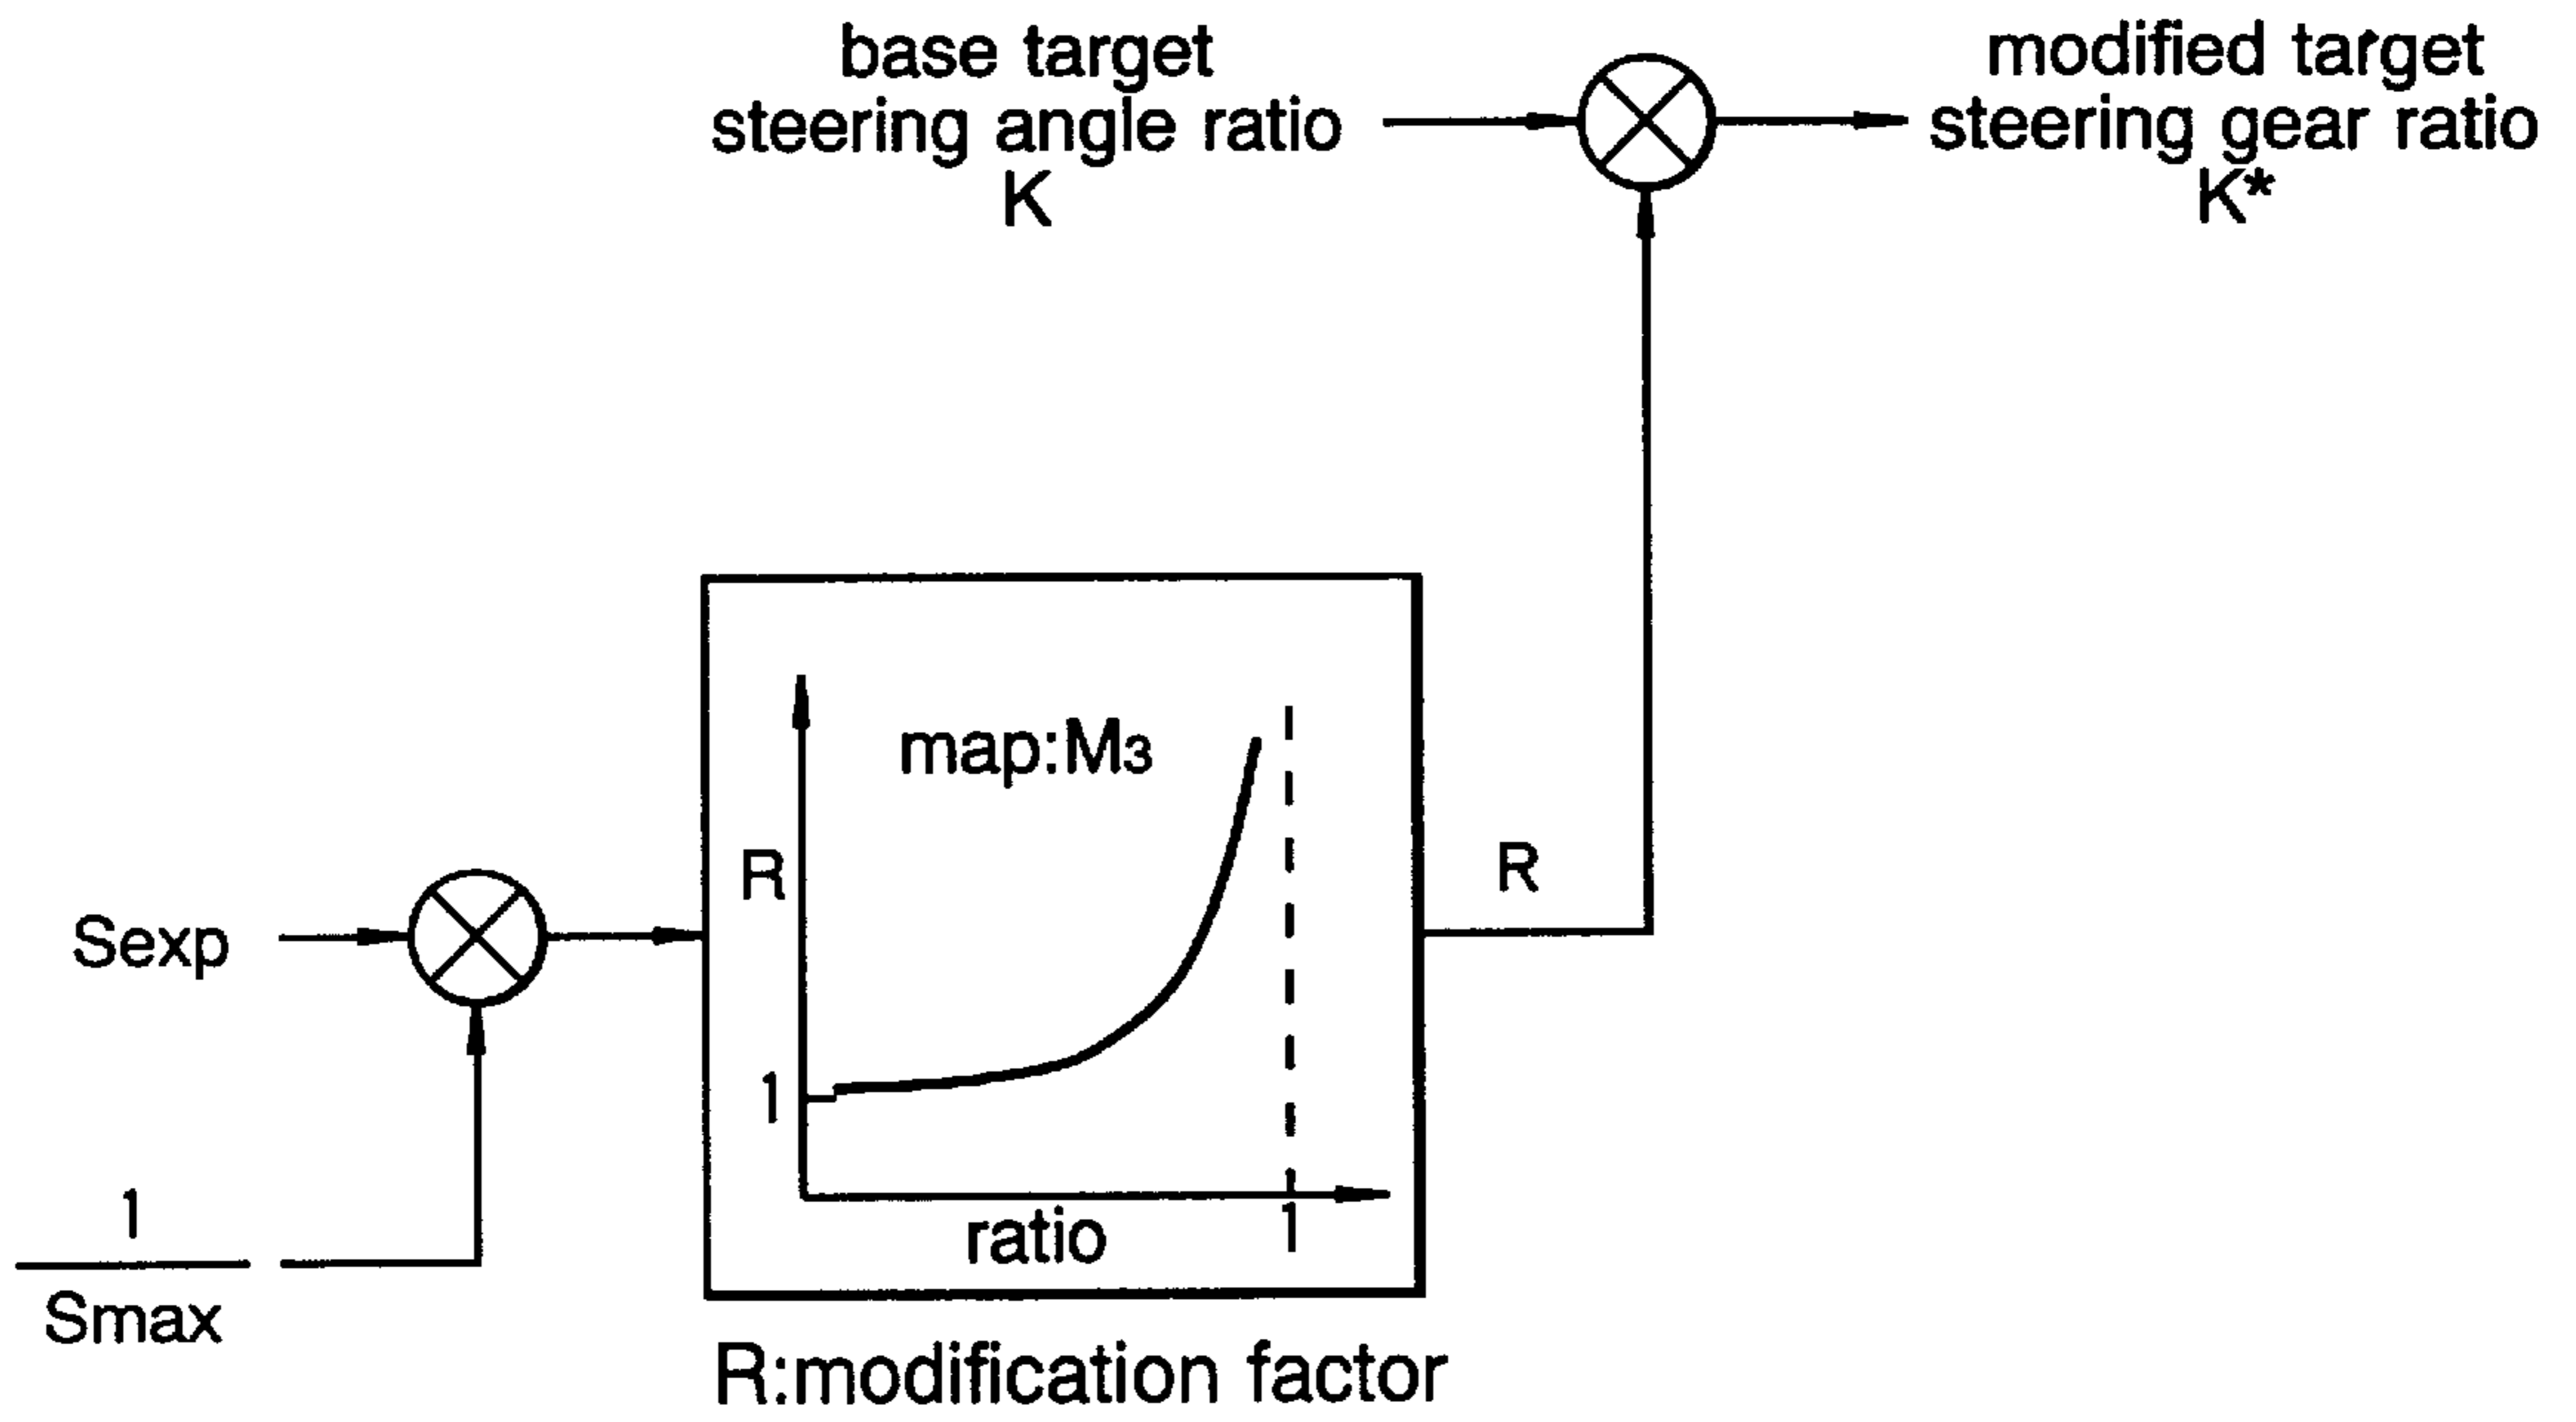 base target
steering angle ratio
K
modified target
steering gear ratio
K*
map:M3
R
R
Sexp
1
1
Smax
ratio
1
R:modification factor